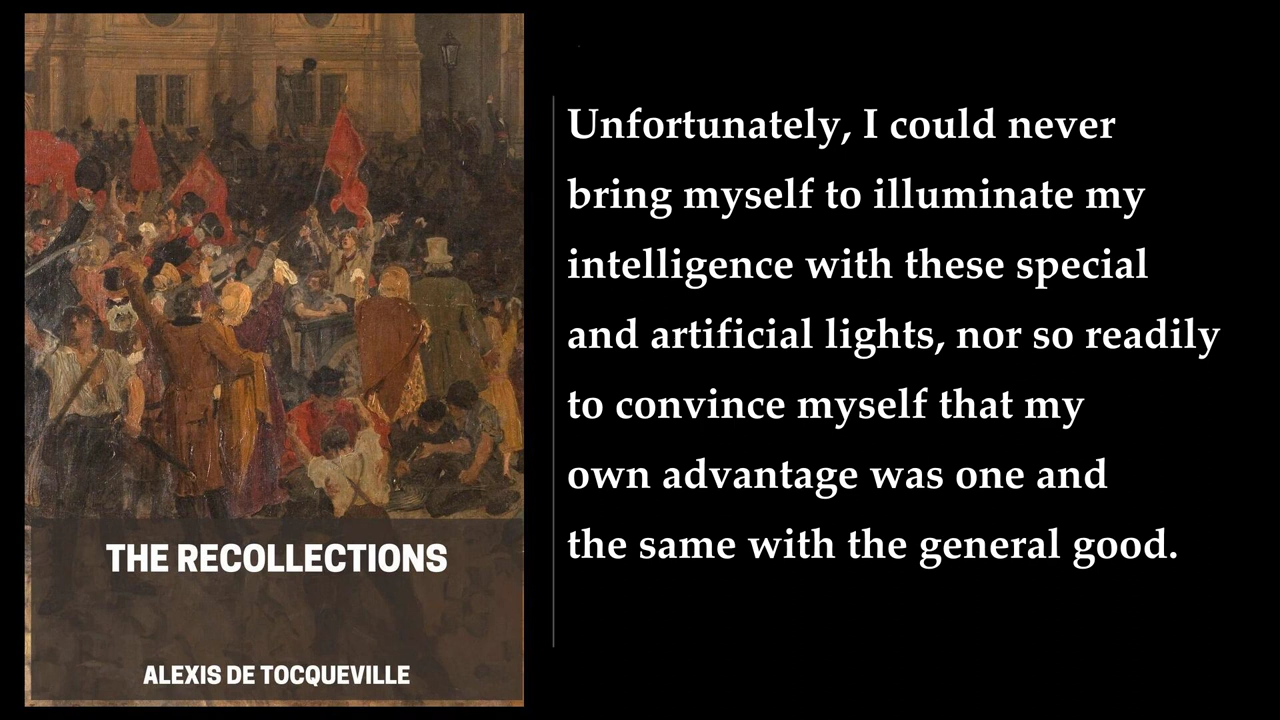 THE RECOLLECTIONS
ALEXIS DE TOCQUEVILLE
Unfortunately, I could never
bring myself to illuminate my
intelligence with these special
and artificial lights, nor so readily
to convince myself that my
own advantage was one and
the same with the general good.